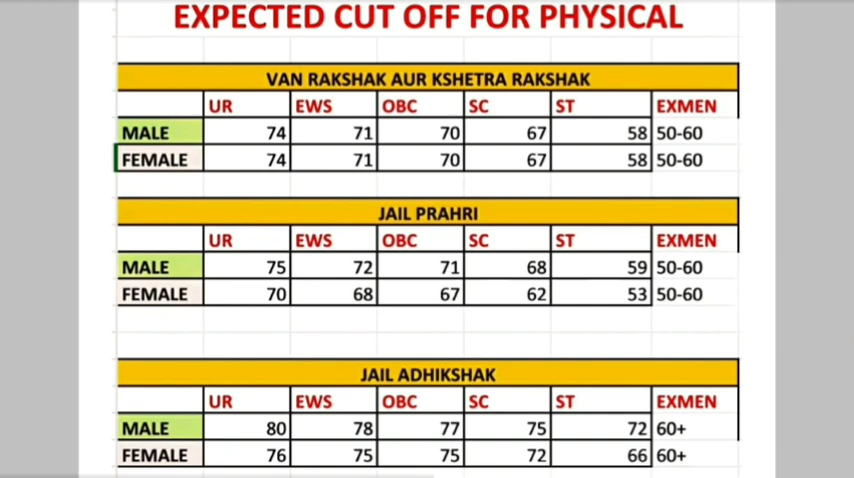 EXPECTED CUT OFF FOR PHYSICAL
VAN RAKSHAK AUR KSHETRA RAKSHAK
UR EWS OBC SC ST EXMEN
MALE 74 71 70 67 58 50-60
FEMALE 74 71 70 67 58 50-60
JAIL PRAHRI
UR EWS OBC SC ST EXMEN
MALE 75 72 71 68 59 50-60
FEMALE 70 68 67 62 53 50-60
JAIL ADHIKSHAK
UR EWS OBC SC ST EXMEN
MALE 80 78 77 75 72 60+
FEMALE 76 75 75 72 66 60+